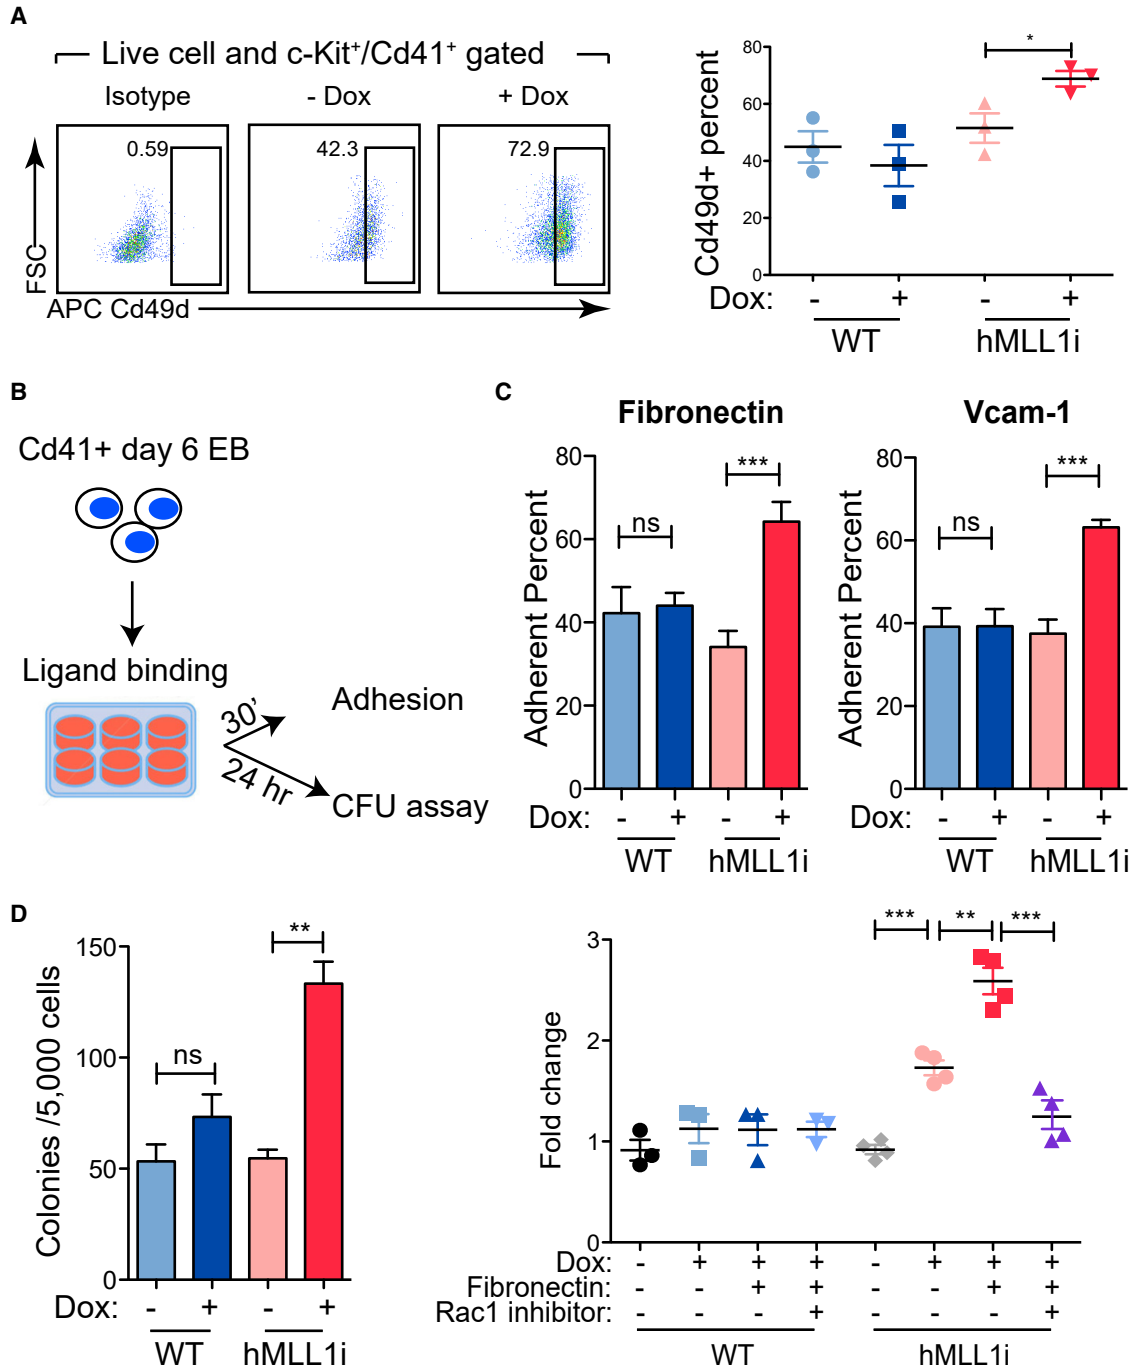 A
Live cell and c-Kit⁺/Cd41⁺ gated
Isotype - Dox + Dox
0.59 42.3 72.9
FSC
APC Cd49d
Cd49d+ percent
80
60
40
20
0
*
Dox: - + - +
WT hMLL1i
B
Cd41+ day 6 EB
Ligand binding
30'
Adhesion
24 hr
CFU assay
C
Fibronectin
Adherent Percent
80
60
40
20
0
ns
***
Dox: - + - +
WT hMLL1i
Vcam-1
Adherent Percent
80
60
40
20
0
ns
***
Dox: - + - +
WT hMLL1i
D
Colonies /5,000 cells
150
100
50
0
ns
**
Dox: - + - +
WT hMLL1i
Fold change
3
2
1
0
*** ** ***
Dox: - + + + - + + +
Fibronectin: - - + + - - + +
Rac1 inhibitor: - - - + - - - +
WT hMLL1i